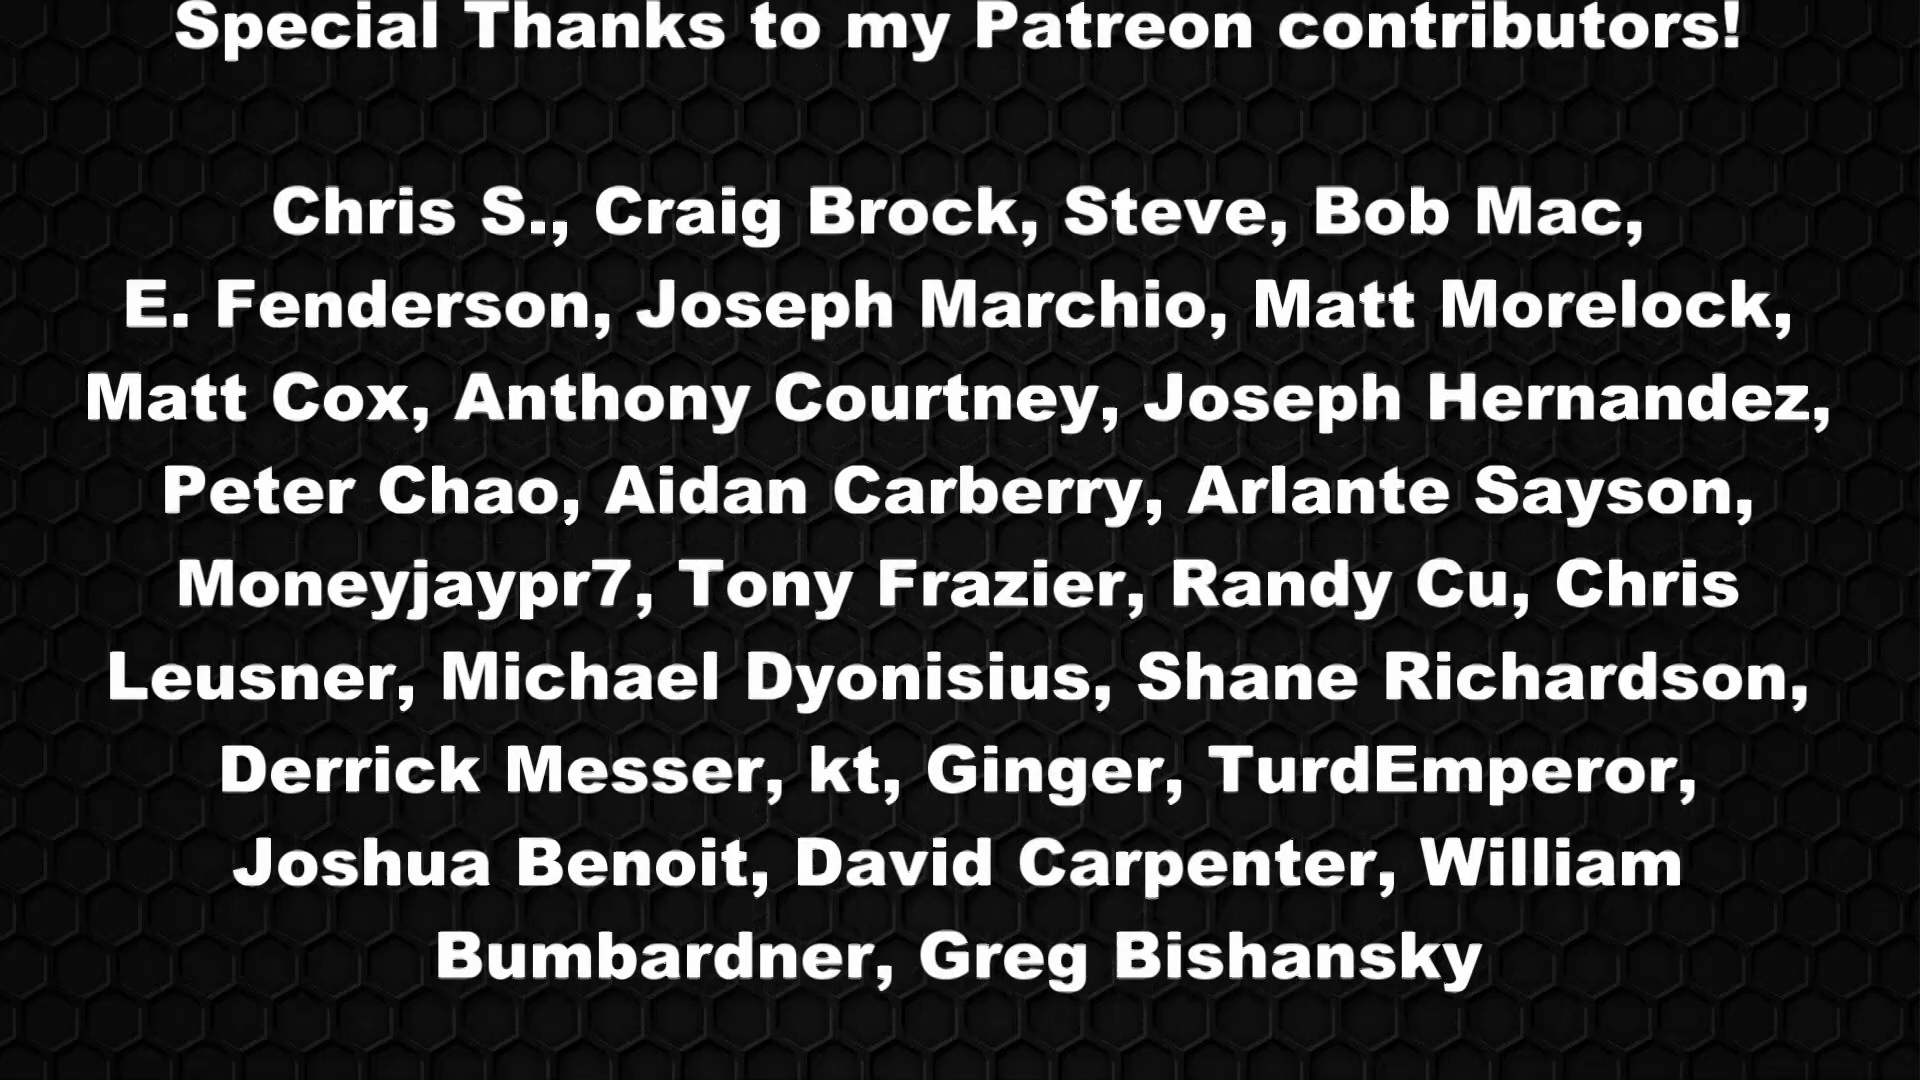 Special Thanks to my Patreon contributors!
Chris S., Craig Brock, Steve, Bob Mac,
E. Fenderson, Joseph Marchio, Matt Morelock,
Matt Cox, Anthony Courtney, Joseph Hernandez,
Peter Chao, Aidan Carberry, Arlante Sayson,
Moneyjaypr7, Tony Frazier, Randy Cu, Chris
Leusner, Michael Dyonisius, Shane Richardson,
Derrick Messer, kt, Ginger, TurdEmperor,
Joshua Benoit, David Carpenter, William
Bumbardner, Greg Bishansky